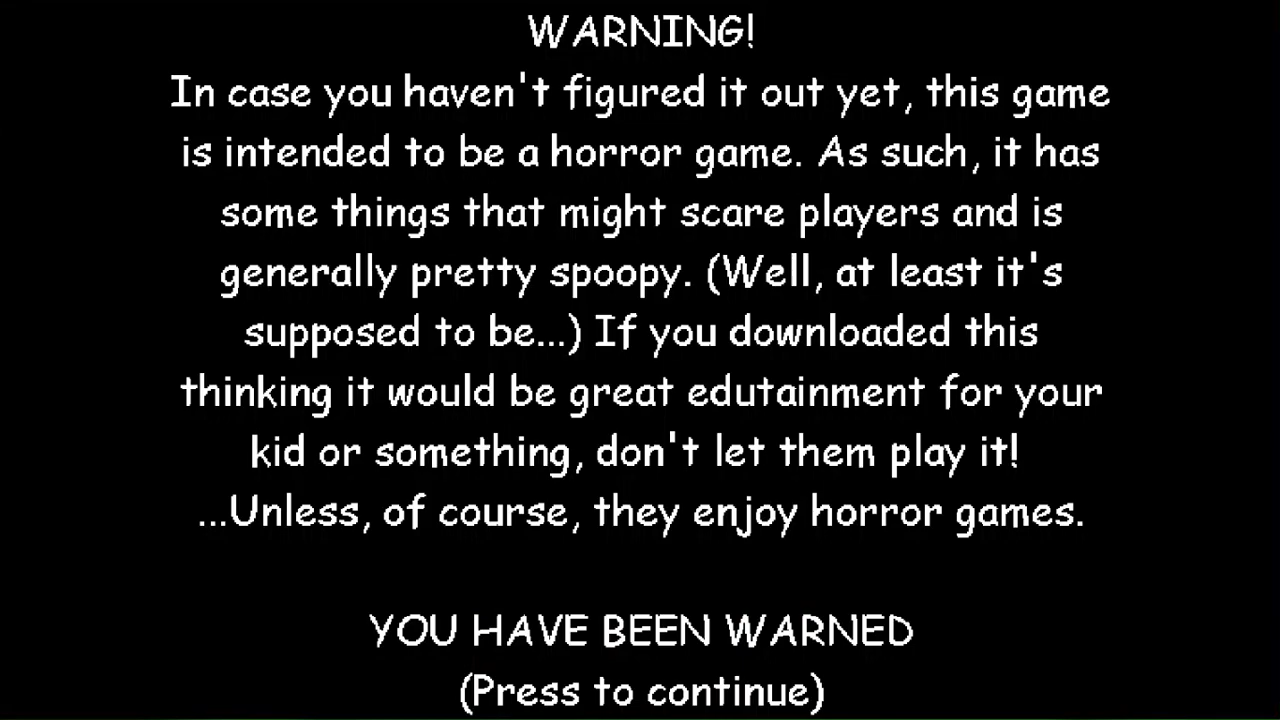 WARNING!
In case you haven't figured it out yet, this game
is intended to be a horror game. As such, it has
some things that might scare players and is
generally pretty spoopy. (Well, at least it's
supposed to be...) If you downloaded this
thinking it would be great edutainment for your
kid or something, don't let them play it!
...Unless, of course, they enjoy horror games.
YOU HAVE BEEN WARNED
(Press to continue)